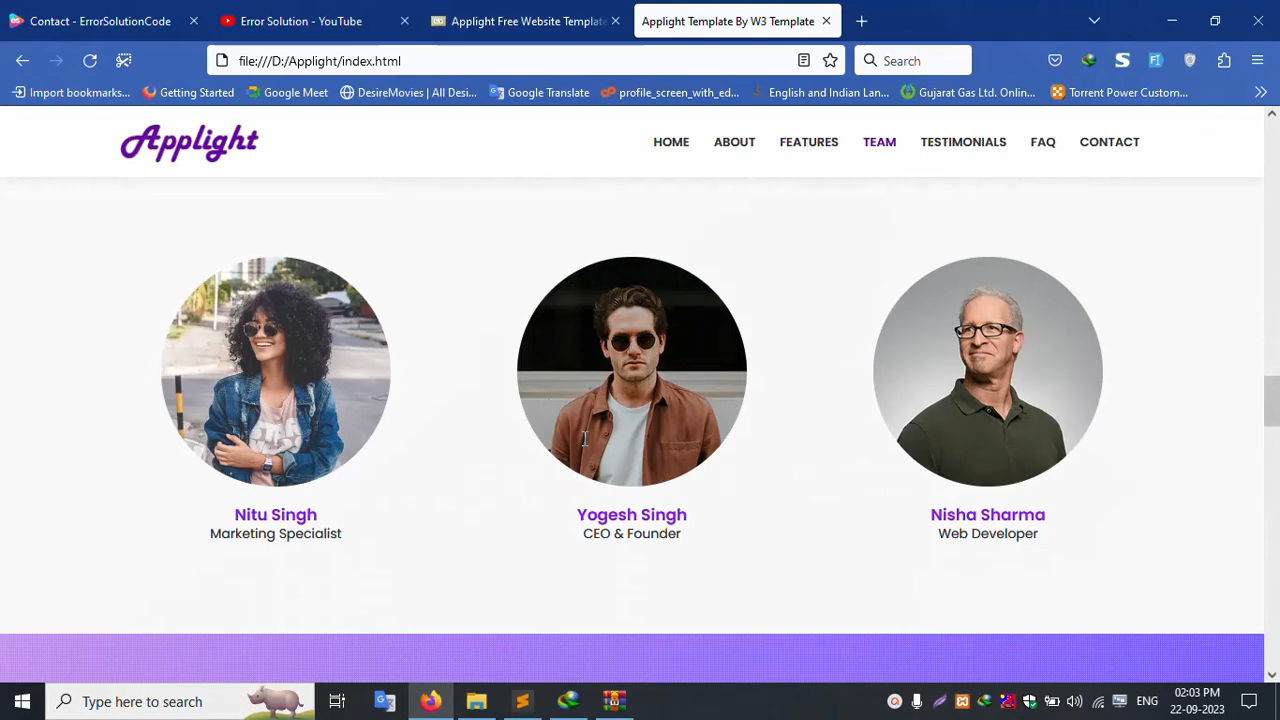 Contact - ErrorSolutionCode
Error Solution - YouTube
Applight Free Website Template
Applight Template By W3 Template
file:///D:/Applight/index.html
Search
Import bookmarks...
Getting Started
Google Meet
DesireMovies | All Desi...
Google Translate
profile_screen_with_ed...
English and Indian Lan...
Gujarat Gas Ltd. Onlin...
Torrent Power Custom...
Applight
HOME
ABOUT
FEATURES
TEAM
TESTIMONIALS
FAQ
CONTACT
Nitu Singh
Marketing Specialist
Yogesh Singh
CEO & Founder
Nisha Sharma
Web Developer
Type here to search
ENG
02:03 PM
22-09-2023